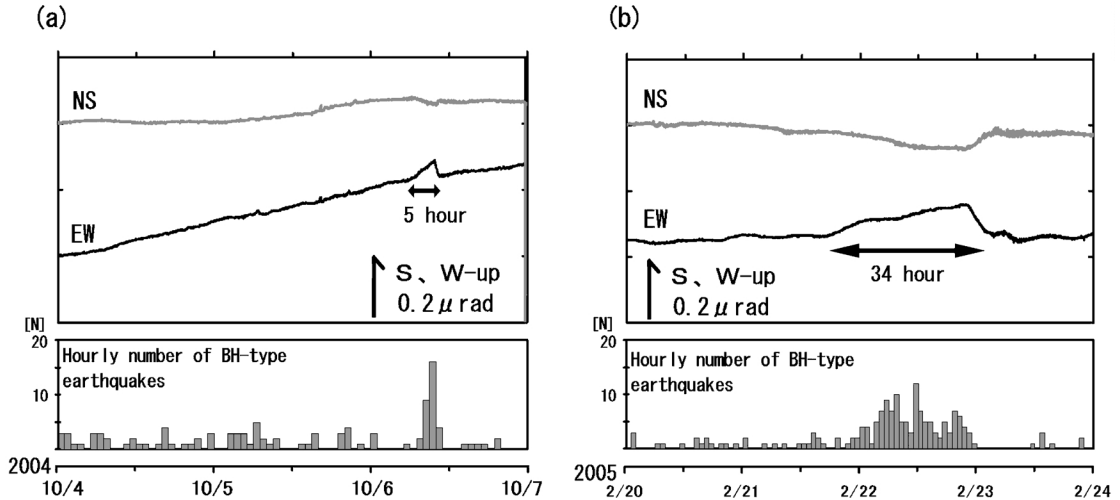 (a)
NS
EW
5 hour
S、W-up
0.2μrad
[N]
20
10
Hourly number of BH-type
earthquakes
2004
10/4 10/5 10/6 10/7
(b)
NS
EW
34 hour
S、W-up
0.2μrad
[N]
20
10
Hourly number of BH-type
earthquakes
2005
2/20 2/21 2/22 2/23 2/24